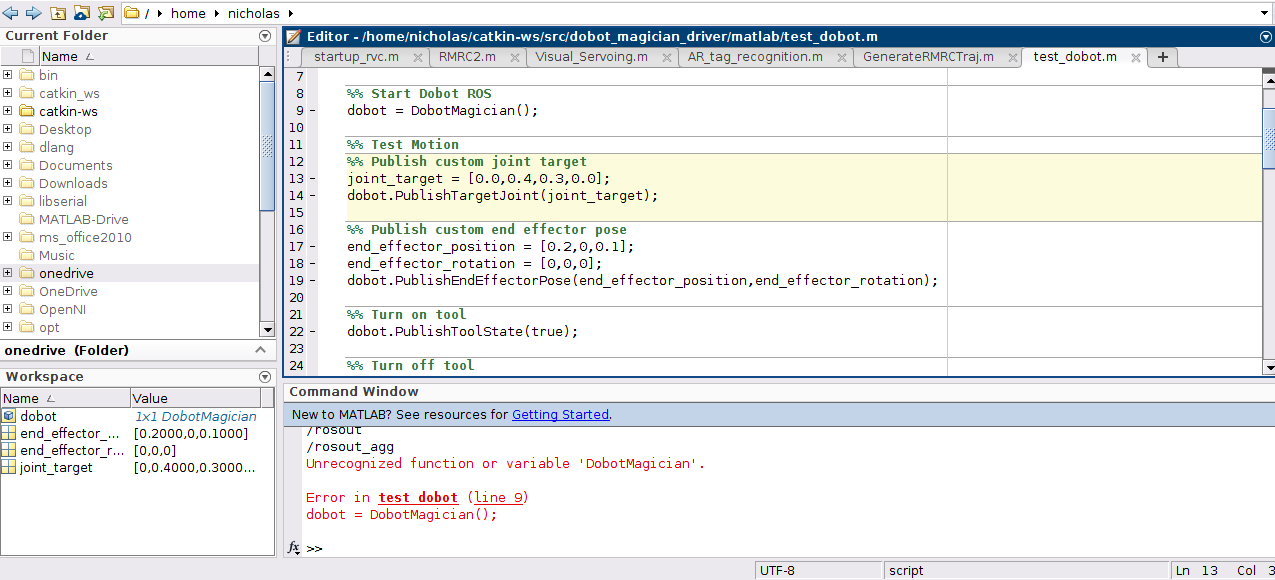 / home nicholas
Current Folder
Name
bin
catkin_ws
catkin-ws
Desktop
dlang
Documents
Downloads
libserial
MATLAB-Drive
ms_office2010
Music
onedrive
OneDrive
OpenNI
opt
onedrive (Folder)
Workspace
Name Value
dobot 1x1 DobotMagician
end_effector_... [0.2000,0,0.1000]
end_effector_r... [0,0,0]
joint_target [0,0.4000,0.3000...
Editor - /home/nicholas/catkin-ws/src/dobot_magician_driver/matlab/test_dobot.m
startup_rvc.m RMRC2.m Visual_Servoing.m AR_tag_recognition.m GenerateRMRCTraj.m test_dobot.m +
7
8 %% Start Dobot ROS
9 - dobot = DobotMagician();
10
11 %% Test Motion
12 %% Publish custom joint target
13 - joint_target = [0.0,0.4,0.3,0.0];
14 - dobot.PublishTargetJoint(joint_target);
15
16 %% Publish custom end effector pose
17 - end_effector_position = [0.2,0,0.1];
18 - end_effector_rotation = [0,0,0];
19 - dobot.PublishEndEffectorPose(end_effector_position,end_effector_rotation);
20
21 %% Turn on tool
22 - dobot.PublishToolState(true);
23
24 %% Turn off tool
Command Window
New to MATLAB? See resources for Getting Started.
/rosout
/rosout_agg
Unrecognized function or variable 'DobotMagician'.
Error in test_dobot (line 9)
dobot = DobotMagician();
fx >>
UTF-8 script Ln 13 Col 3